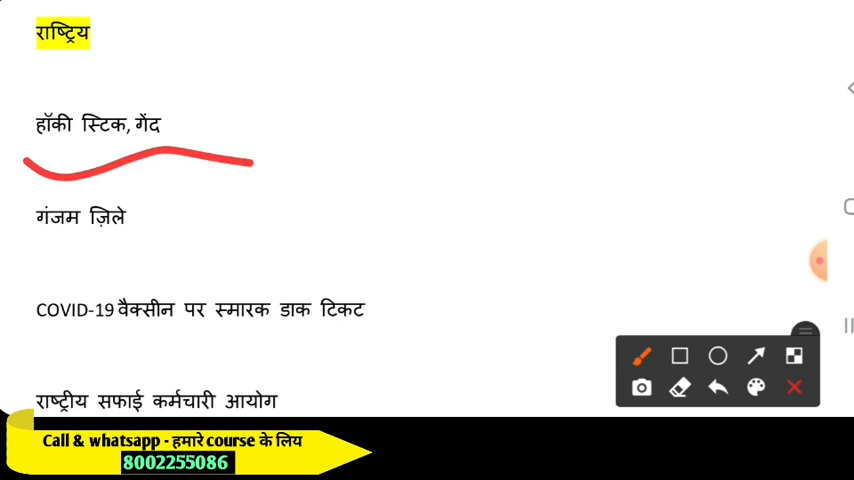 राष्ट्रिय
हॉकी स्टिक, गेंद
गंजम ज़िले
COVID-19 वैक्सीन पर स्मारक डाक टिकट
राष्ट्रीय सफाई कर्मचारी आयोग
Call & whatsapp - हमारे course के लिय
8002255086